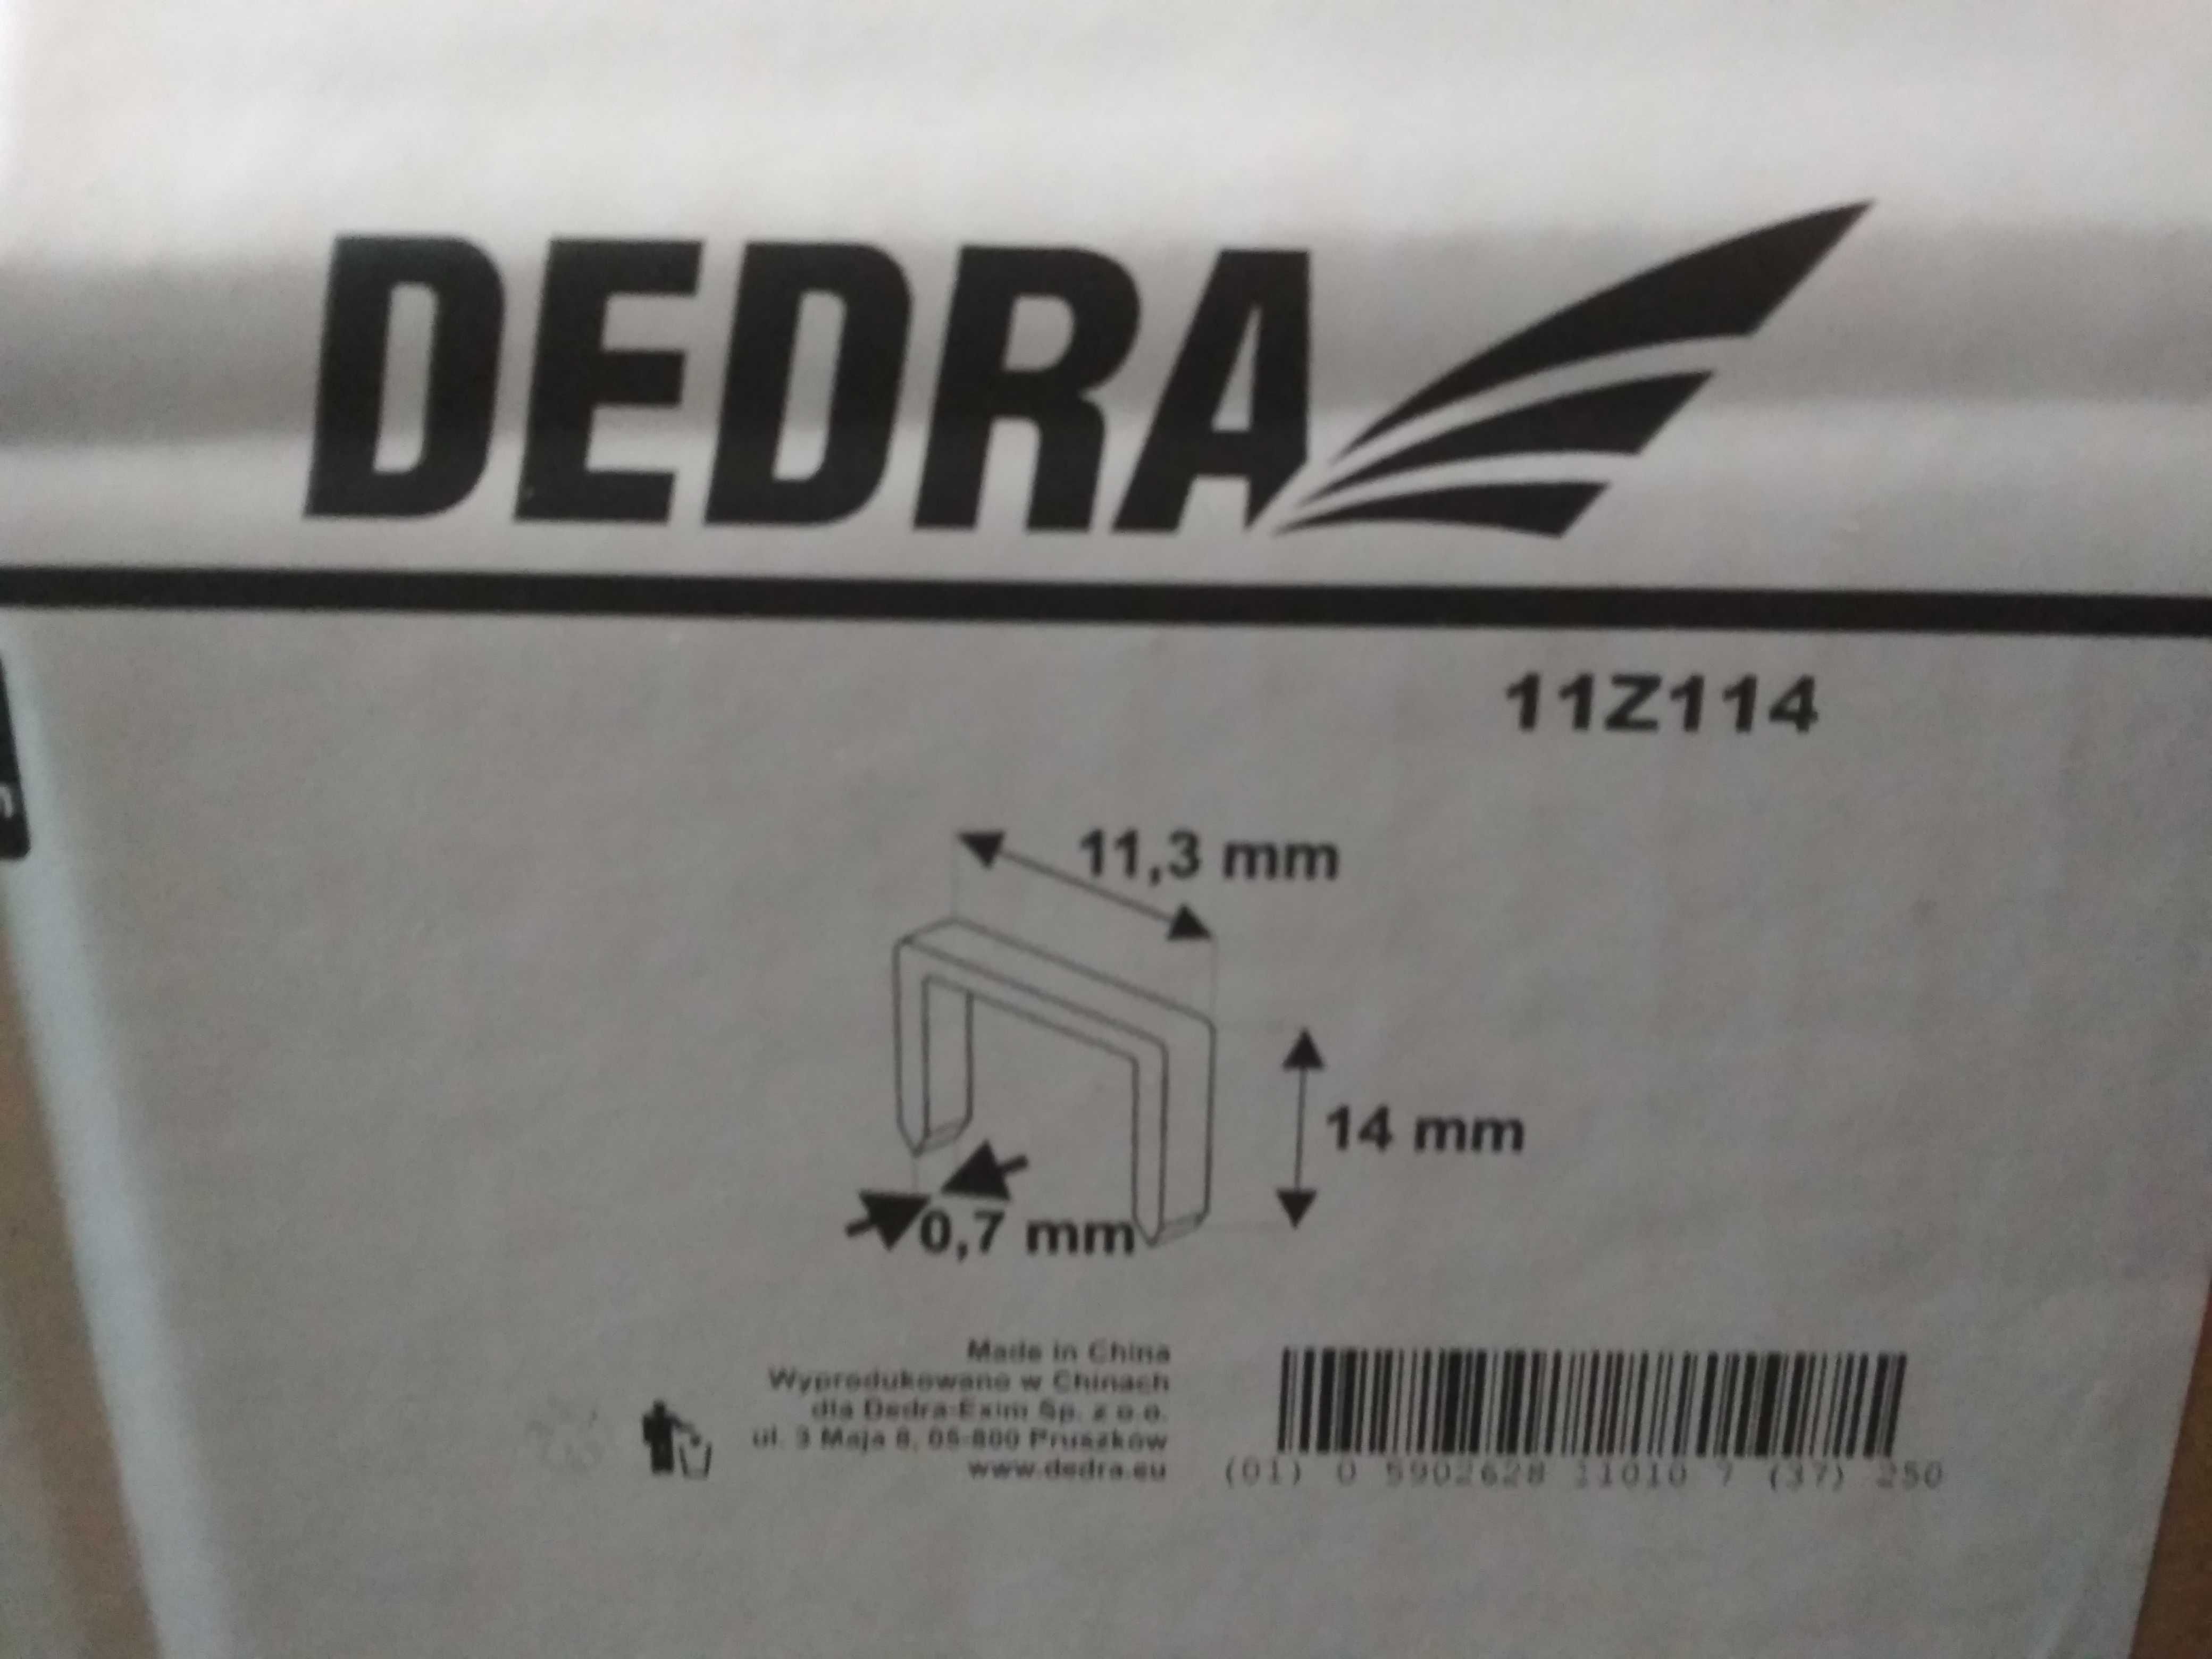 DEDRA
11Z114
11,3 mm
14 mm
0,7 mm
Made in China
Wyprodukowano w Chinach
dla Dedra-Exim Sp. z o.o.
ul. 3 Maja 8, 05-800 Pruszków
www.dedra.eu
(01) 0 5902628 11010 7 (37) 250